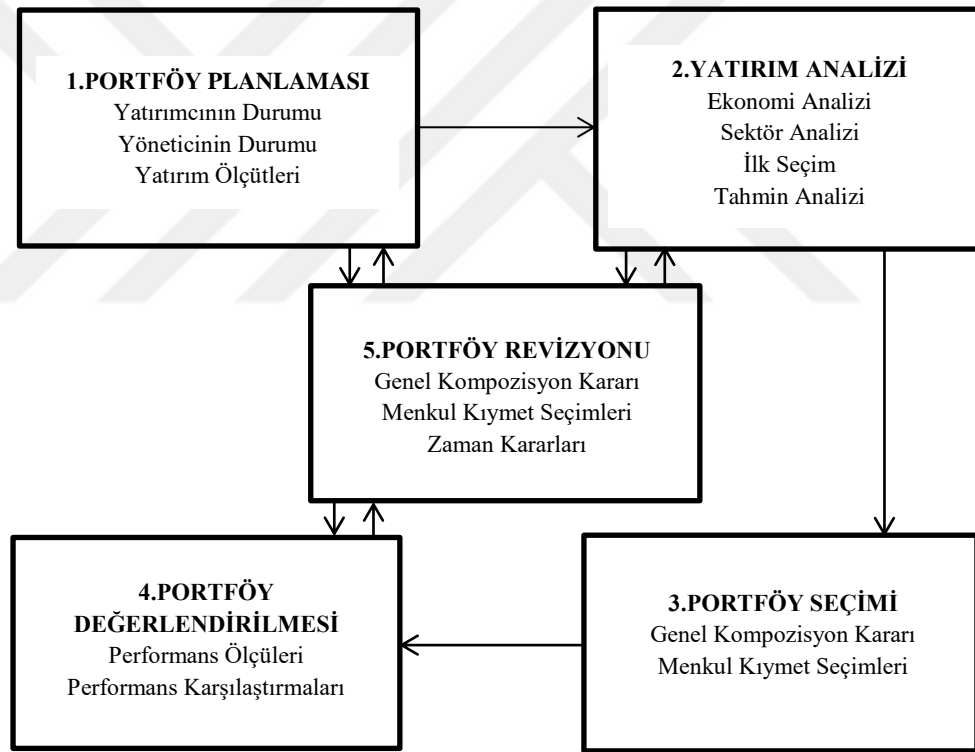 1.PORTFÖY PLANLAMASI
Yatırımcının Durumu
Yöneticinin Durumu
Yatırım Ölçütleri
2.YATIRIM ANALİZİ
Ekonomi Analizi
Sektör Analizi
İlk Seçim
Tahmin Analizi
5.PORTFÖY REVİZYONU
Genel Kompozisyon Kararı
Menkul Kıymet Seçimleri
Zaman Kararları
4.PORTFÖY
DEĞERLENDİRİLMESİ
Performans Ölçüleri
Performans Karşılaştırmaları
3.PORTFÖY SEÇİMİ
Genel Kompozisyon Kararı
Menkul Kıymet Seçimleri